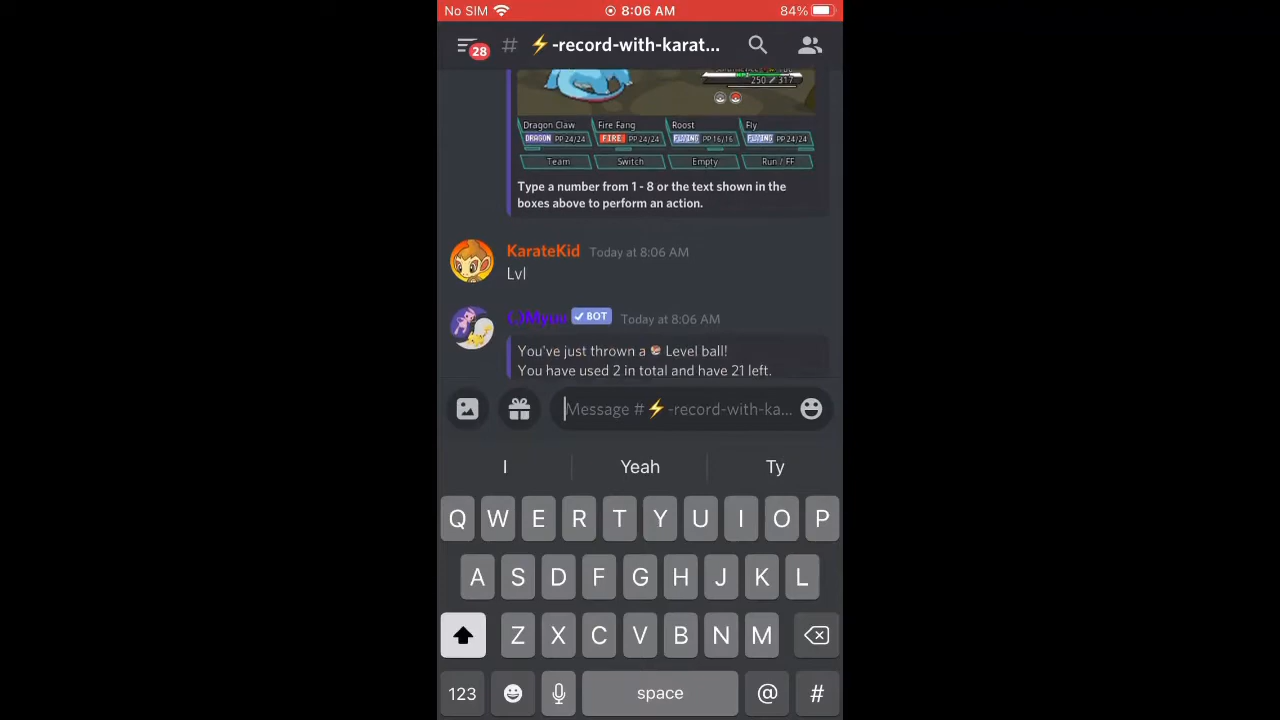 No SIM 8:06 AM 84%
28 # ⚡-record-with-karat...
250/317
Dragon Claw Fire Fang Roost Fly
DRAGON PP 24/24 FIRE PP 24/24 FLYING PP 16/16 FLYING PP 24/24
Team Switch Empty Run / FF
Type a number from 1 - 8 or the text shown in the
boxes above to perform an action.
KarateKid Today at 8:06 AM
Lvl
BOT Today at 8:06 AM
You've just thrown a Level ball!
You have used 2 in total and have 21 left.
Message #⚡-record-with-ka...
I Yeah Ty
Q W E R T Y U I O P
A S D F G H J K L
Z X C V B N M
123 space @ #